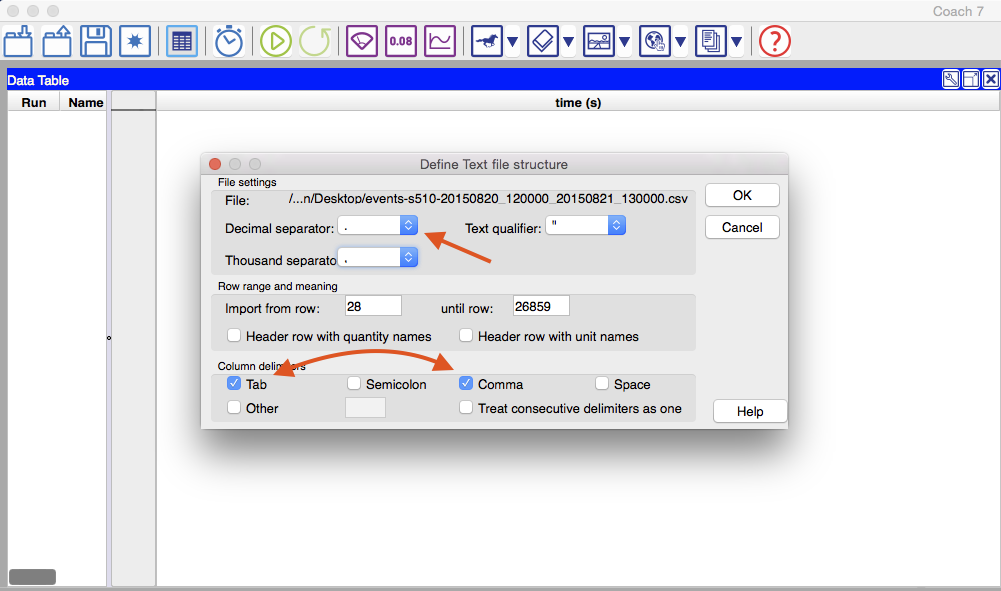 Coach 7
0.08
?
Data Table
Run Name time (s)
Define Text file structure
File settings
File: /...n/Desktop/events-s510-20150820_120000_20150821_130000.csv
OK
Decimal separator: . Text qualifier: "
Cancel
Thousand separato ,
Row range and meaning
Import from row: 28 until row: 26859
Header row with quantity names Header row with unit names
Column delimiters
Tab Semicolon Comma Space
Other Treat consecutive delimiters as one
Help